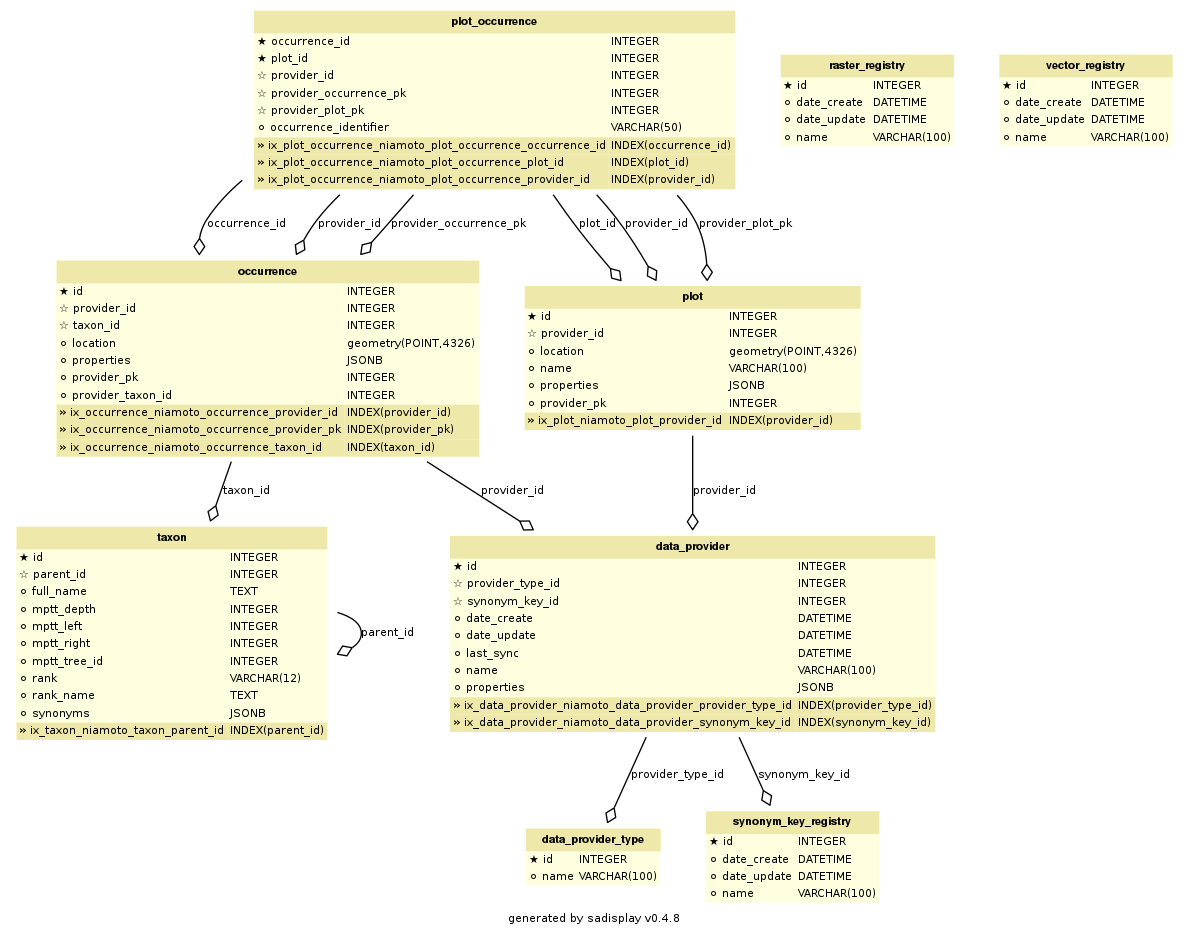 plot_occurrence
★ occurrence_id INTEGER
★ plot_id INTEGER
☆ provider_id INTEGER
☆ provider_occurrence_pk INTEGER
☆ provider_plot_pk INTEGER
⚪ occurrence_identifier VARCHAR(50)
» ix_plot_occurrence_niamoto_plot_occurrence_occurrence_id INDEX(occurrence_id)
» ix_plot_occurrence_niamoto_plot_occurrence_plot_id INDEX(plot_id)
» ix_plot_occurrence_niamoto_plot_occurrence_provider_id INDEX(provider_id)
raster_registry
★ id INTEGER
⚪ date_create DATETIME
⚪ date_update DATETIME
⚪ name VARCHAR(100)
vector_registry
★ id INTEGER
⚪ date_create DATETIME
⚪ date_update DATETIME
⚪ name VARCHAR(100)
occurrence_id provider_id provider_occurrence_pk plot_id provider_id provider_plot_pk
occurrence
★ id INTEGER
☆ provider_id INTEGER
☆ taxon_id INTEGER
⚪ location geometry(POINT,4326)
⚪ properties JSONB
⚪ provider_pk INTEGER
⚪ provider_taxon_id INTEGER
» ix_occurrence_niamoto_occurrence_provider_id INDEX(provider_id)
» ix_occurrence_niamoto_occurrence_provider_pk INDEX(provider_pk)
» ix_occurrence_niamoto_occurrence_taxon_id INDEX(taxon_id)
plot
★ id INTEGER
☆ provider_id INTEGER
⚪ location geometry(POINT,4326)
⚪ name VARCHAR(100)
⚪ properties JSONB
⚪ provider_pk INTEGER
» ix_plot_niamoto_plot_provider_id INDEX(provider_id)
taxon_id provider_id provider_id
taxon
★ id INTEGER
☆ parent_id INTEGER
⚪ full_name TEXT
⚪ mptt_depth INTEGER
⚪ mptt_left INTEGER
⚪ mptt_right INTEGER
⚪ mptt_tree_id INTEGER
⚪ rank VARCHAR(12)
⚪ rank_name TEXT
⚪ synonyms JSONB
» ix_taxon_niamoto_taxon_parent_id INDEX(parent_id)
parent_id
data_provider
★ id INTEGER
☆ provider_type_id INTEGER
☆ synonym_key_id INTEGER
⚪ date_create DATETIME
⚪ date_update DATETIME
⚪ last_sync DATETIME
⚪ name VARCHAR(100)
⚪ properties JSONB
» ix_data_provider_niamoto_data_provider_provider_type_id INDEX(provider_type_id)
» ix_data_provider_niamoto_data_provider_synonym_key_id INDEX(synonym_key_id)
provider_type_id synonym_key_id
data_provider_type
★ id INTEGER
⚪ name VARCHAR(100)
synonym_key_registry
★ id INTEGER
⚪ date_create DATETIME
⚪ date_update DATETIME
⚪ name VARCHAR(100)
generated by sadisplay v0.4.8